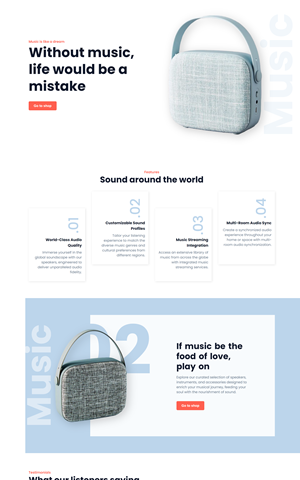 Music is like a dream.
Without music,
life would be a
mistake
Go to shop
Music
Features
Sound around the world
.01
World-Class Audio
Quality
Immerse yourself in the
global soundscape with our
speakers, engineered to
deliver unparalleled audio
fidelity.
.02
Customizable Sound
Profiles
Tailor your listening
experience to match the
diverse music genres and
cultural preferences from
different regions.
.03
Music Streaming
Integration
Access an extensive library of
music from across the globe
with integrated music
streaming services.
.04
Multi-Room Audio Sync
Create a synchronized audio
experience throughout your
home or space with multi-
room audio synchronization.
Music
02
If music be the
food of love,
play on
Explore our curated selection of speakers,
instruments, and accessories designed to
enrich your musical journey, feeding your
soul with the nourishment of sound.
Go to shop
Testimonials
What our listeners saying